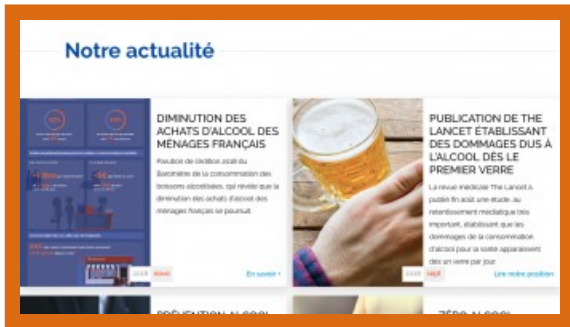 Notre actualité
DIMINUTION DES
ACHATS D'ALCOOL DES
MÉNAGES FRANÇAIS
Parution de l'édition 2018 du
Baromètre de la consommation des
boissons alcoolisées, qui révèle que la
diminution des achats d'alcool des
ménages français se poursuit.
2018
En savoir +
PUBLICATION DE THE
LANCET ÉTABLISSANT
DES DOMMAGES DUS À
L'ALCOOL DÈS LE
PREMIER VERRE
La revue médicale The Lancet a
publié fin août une étude, au
retentissement médiatique très
important, établissant que les
dommages de la consommation
d'alcool pour la santé apparaissent
dès un verre par jour.
2018 sept
Lire notre position
PRÉVENTION ALCOOL
ZÉRO ALCOOL